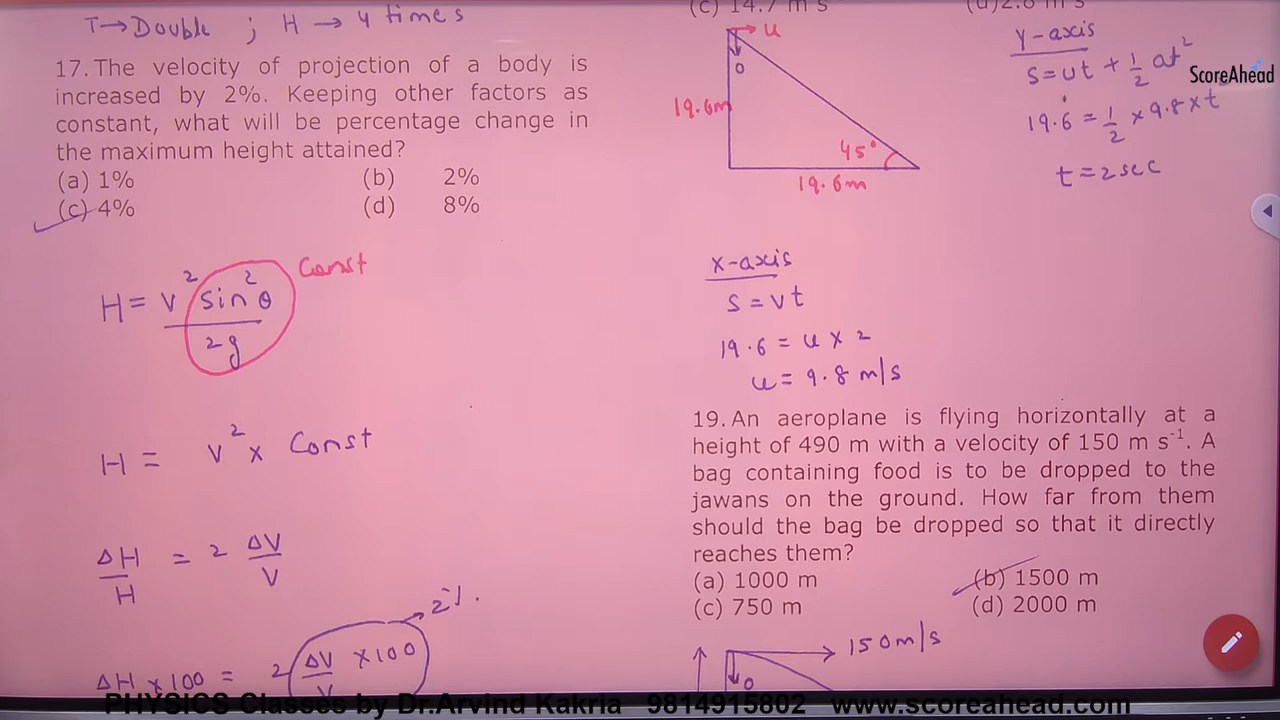 T→Double ; H → 4 times
17. The velocity of projection of a body is
increased by 2%. Keeping other factors as
constant, what will be percentage change in
the maximum height attained?
(a) 1% (b) 2%
(c) 4% (d) 8%
H = v² sin²θ / 2g
Const
H = v² x Const
ΔH/H = 2 ΔV/V
ΔH x 100 = 2 ΔV/V x 100 → 2%.
(c) 14.7 m s
(d) 2.8 m s
u
0
19.6m
45°
19.6m
Y-axis
s = ut + 1/2 at²
19.6 = 1/2 x 9.8 x t
t = 2 sec
ScoreAhead
X-axis
s = vt
19.6 = u x 2
u = 9.8 m/s
19. An aeroplane is flying horizontally at a
height of 490 m with a velocity of 150 m s⁻¹. A
bag containing food is to be dropped to the
jawans on the ground. How far from them
should the bag be dropped so that it directly
reaches them?
(a) 1000 m (b) 1500 m
(c) 750 m (d) 2000 m
150m/s
0
PHYSICS Classes by Dr.Arvind Kakria 9814915802 www.scoreahead.com